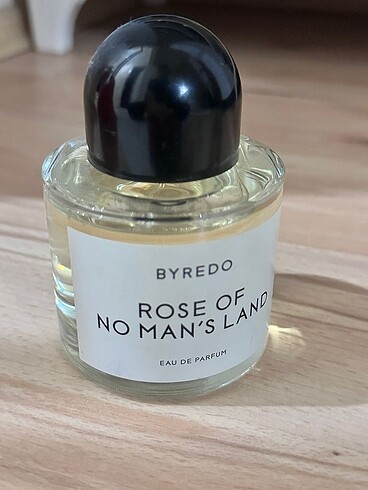 BYREDO
ROSE OF
NO MAN'S LAND
EAU DE PARFUM